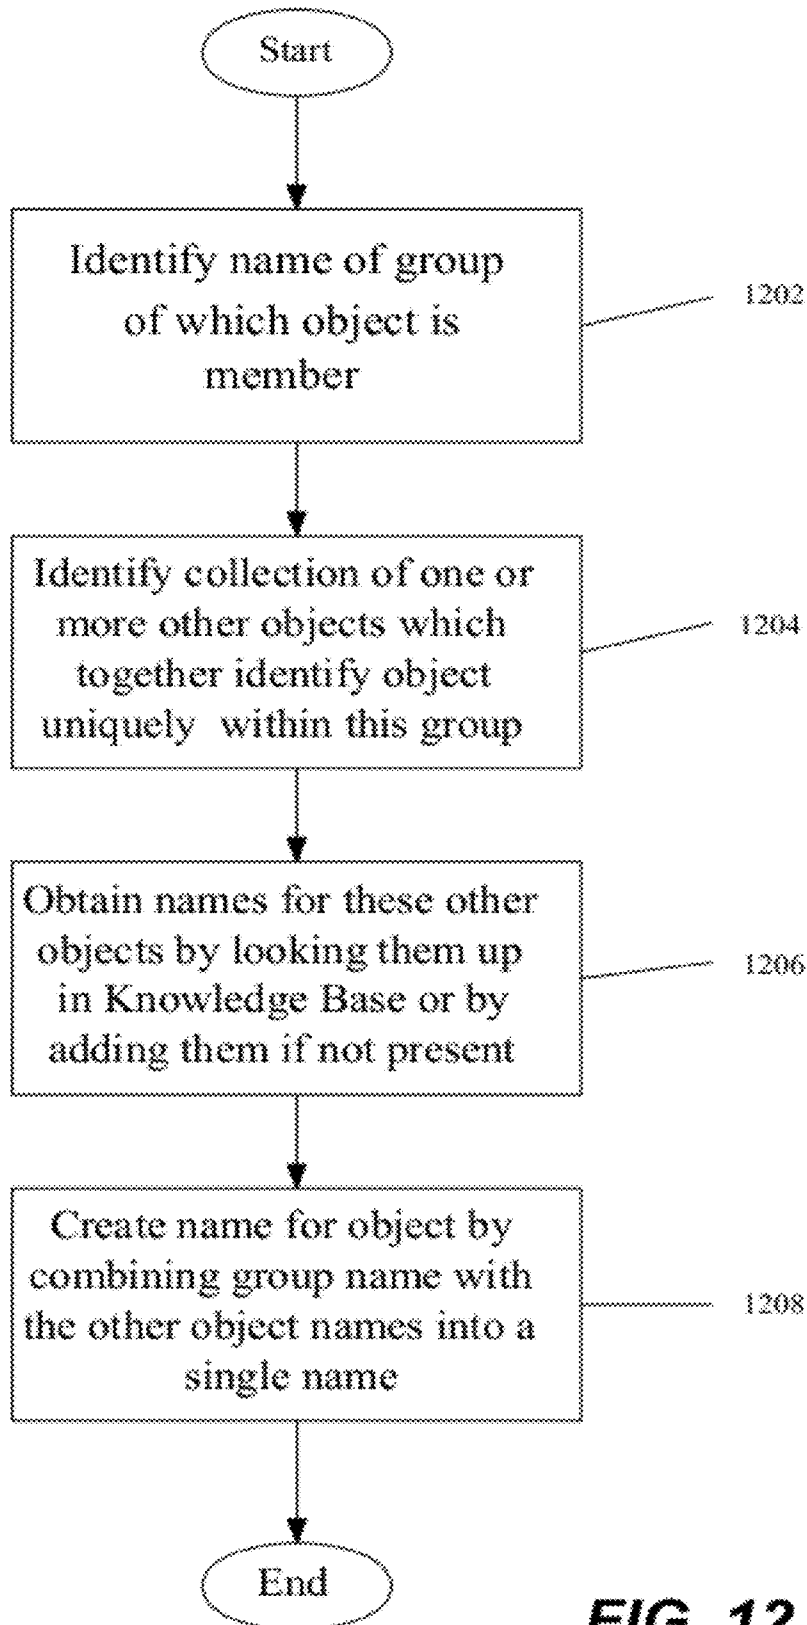 Start
Identify name of group
of which object is
member
1202
Identify collection of one or
more other objects which
together identify object
uniquely within this group
1204
Obtain names for these other
objects by looking them up
in Knowledge Base or by
adding them if not present
1206
Create name for object by
combining group name with
the other object names into a
single name
1208
End
FIG. 12